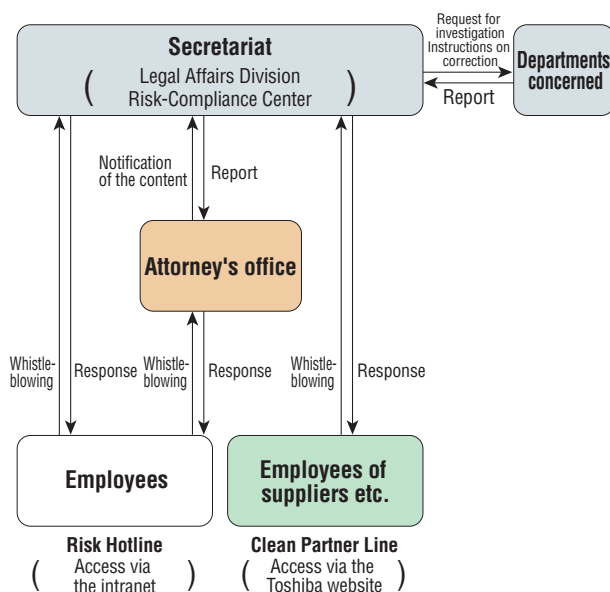 Secretariat
( Legal Affairs Division
Risk-Compliance Center )
Request for
investigation
Instructions on
correction
Report
Departments
concerned
Notification
of the content
Report
Attorney's office
Whistle-
blowing
Response
Whistle-
blowing
Response
Whistle-
blowing
Response
Employees
Employees of
suppliers etc.
Risk Hotline
( Access via
the intranet )
Clean Partner Line
( Access via the
Toshiba website )